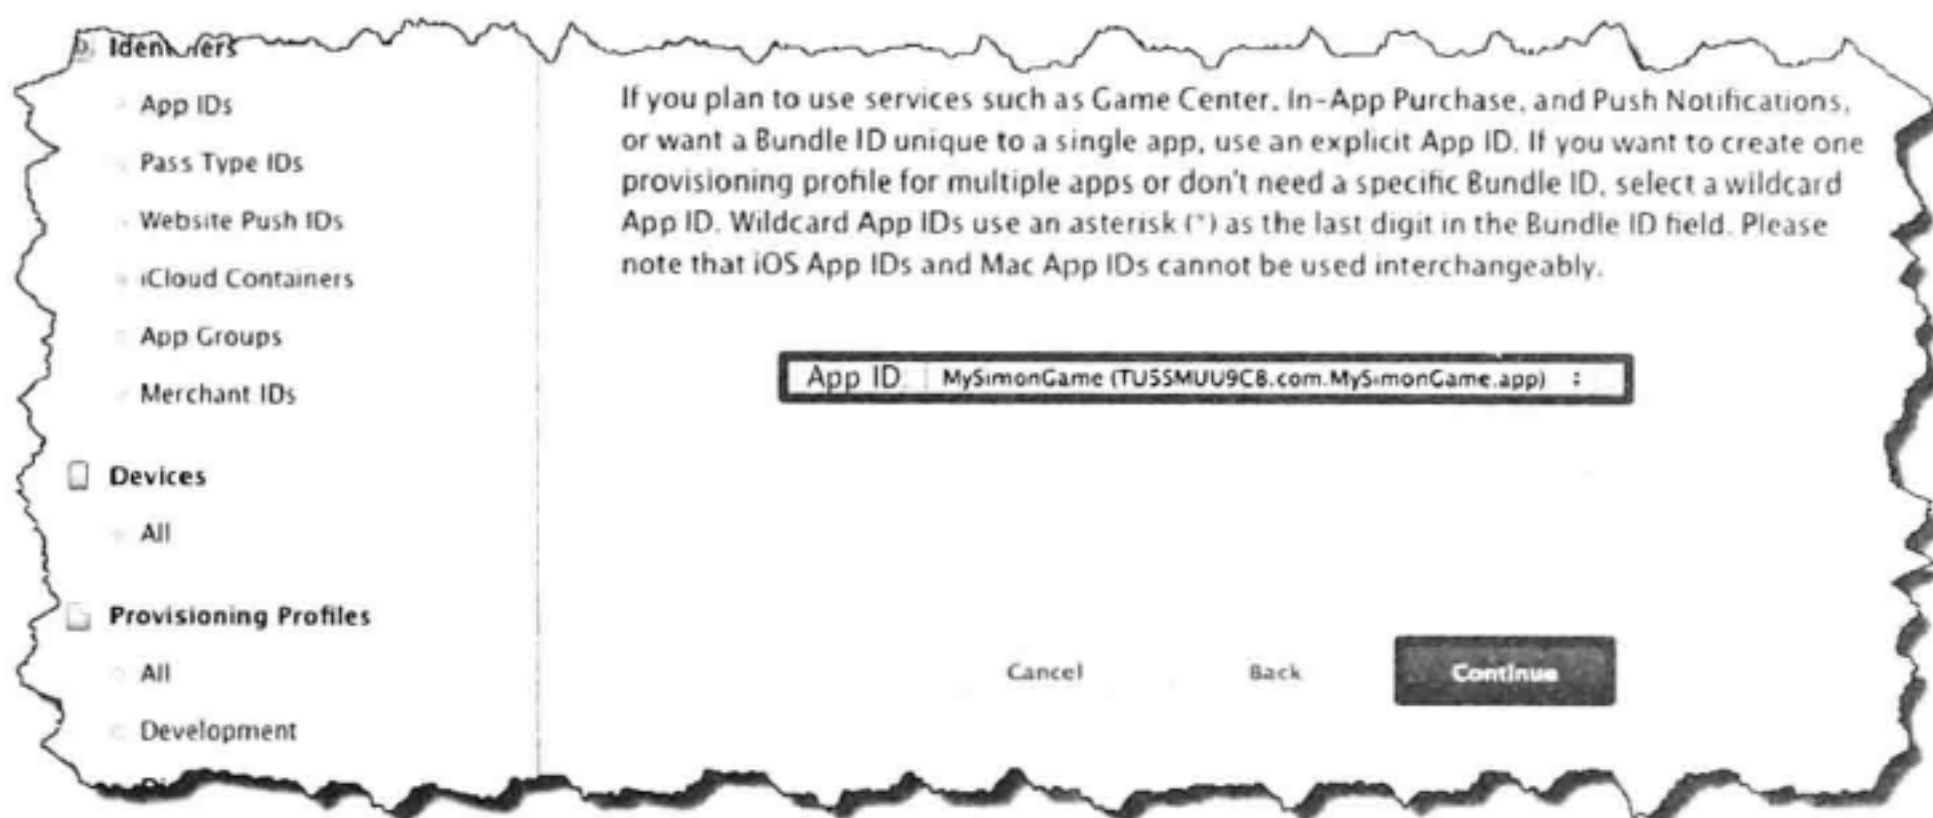 Identifiers
App IDs
Pass Type IDs
Website Push IDs
iCloud Containers
App Groups
Merchant IDs
Devices
All
Provisioning Profiles
All
Development
If you plan to use services such as Game Center, In-App Purchase, and Push Notifications,
or want a Bundle ID unique to a single app, use an explicit App ID. If you want to create one
provisioning profile for multiple apps or don't need a specific Bundle ID, select a wildcard
App ID. Wildcard App IDs use an asterisk (*) as the last digit in the Bundle ID field. Please
note that iOS App IDs and Mac App IDs cannot be used interchangeably.
App ID MySimonGame (TU5SMUU9C8.com.MySimonGame.app)
Cancel Back Continue